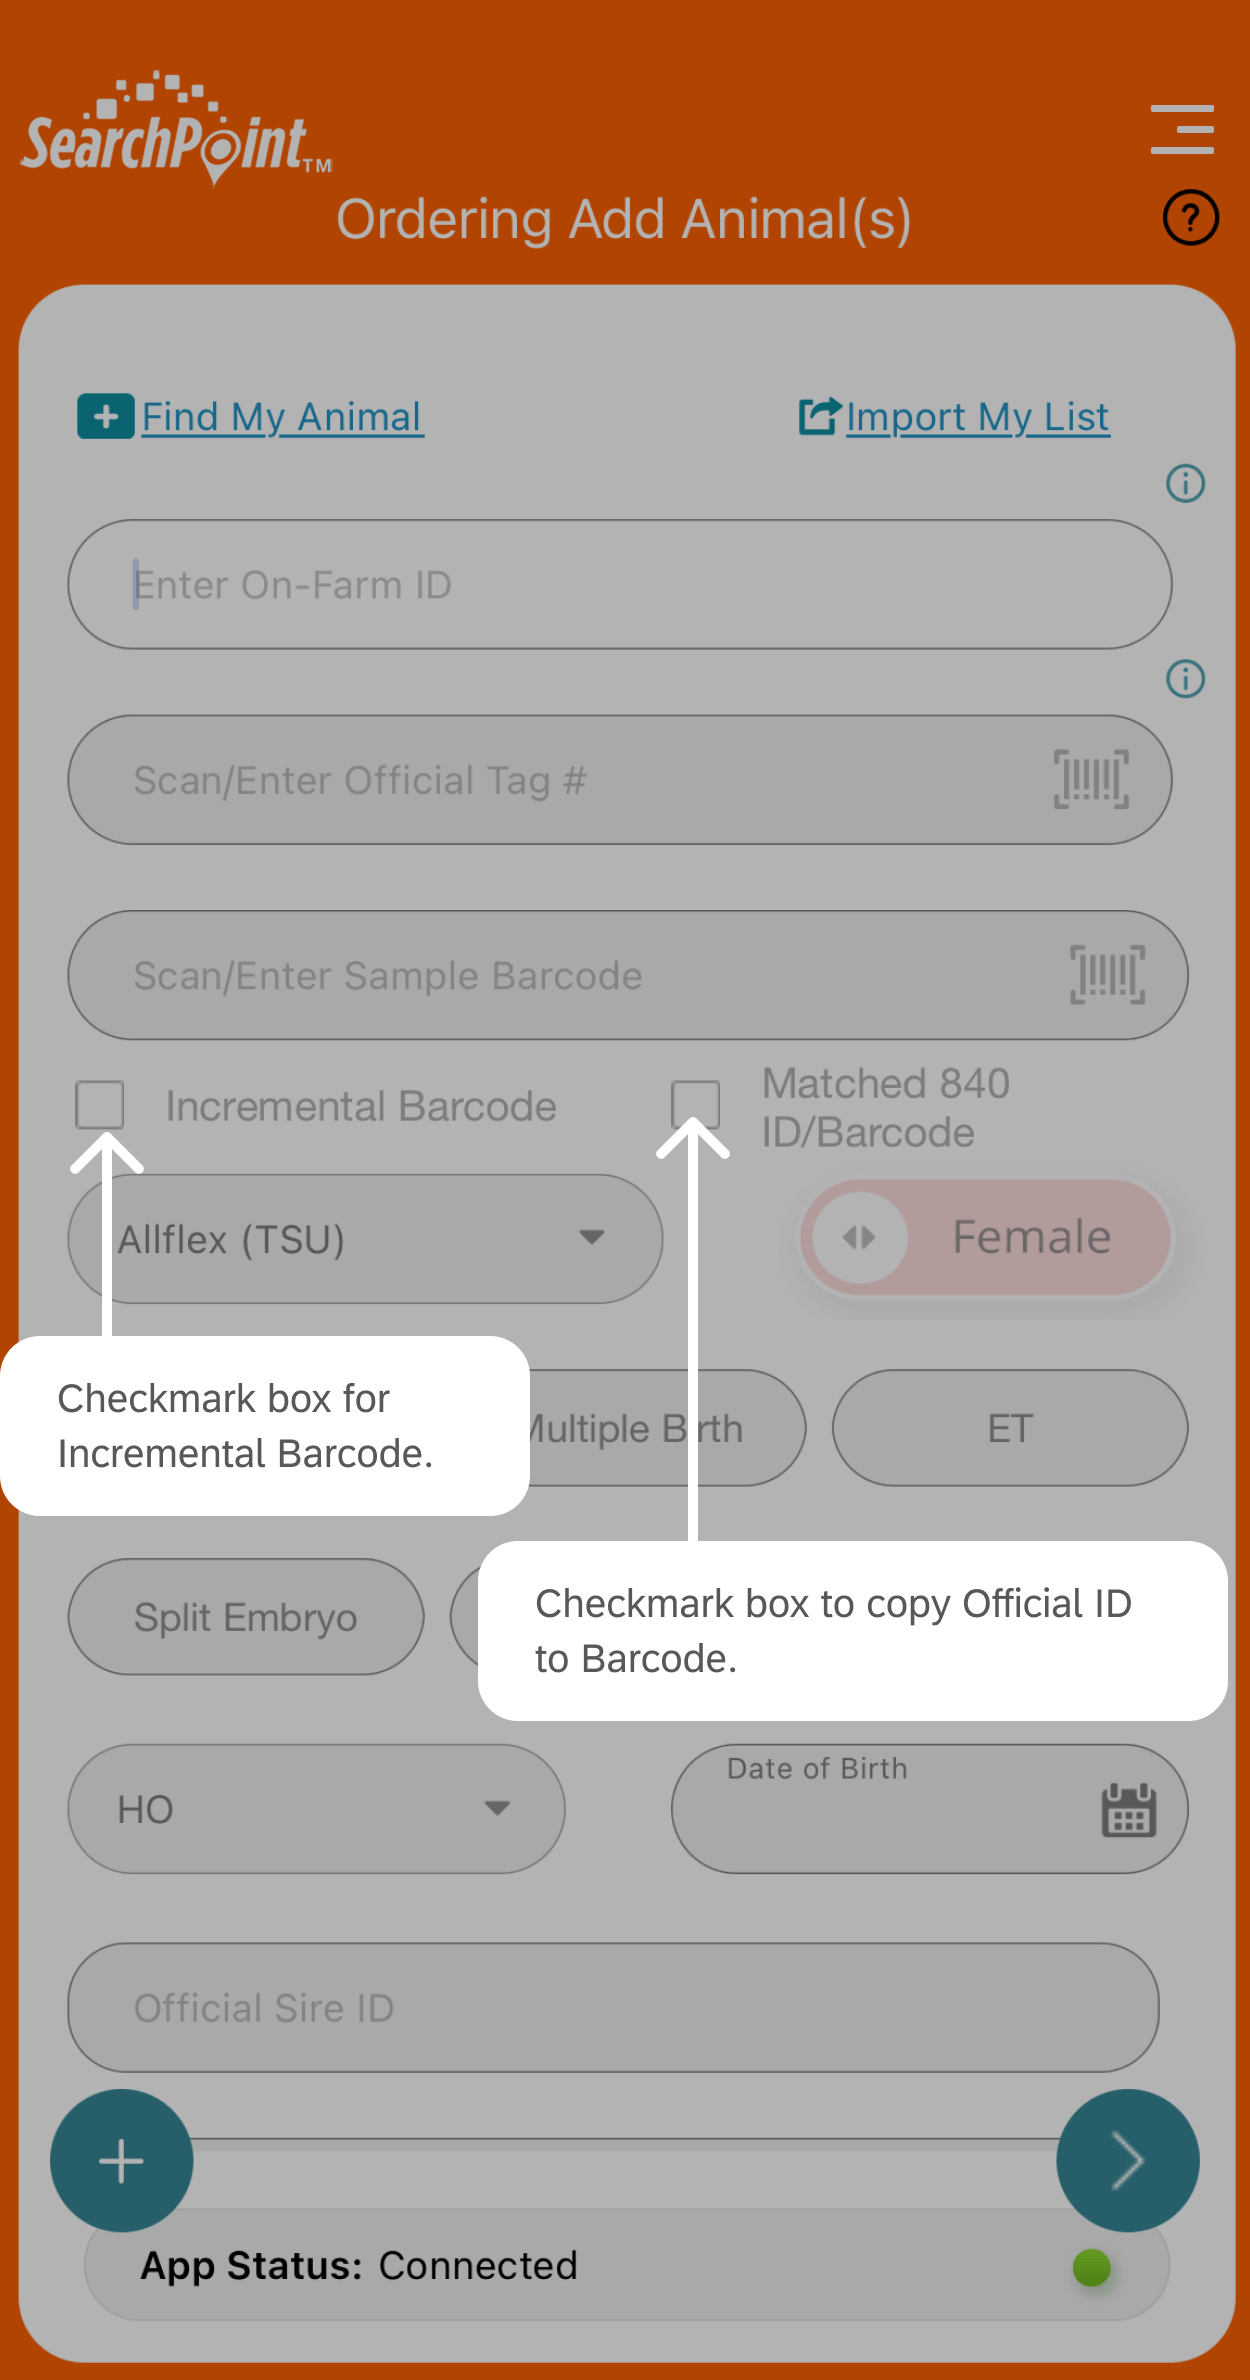 SearchPoint™
Ordering Add Animal(s)
?
Find My Animal
Import My List
Enter On-Farm ID
Scan/Enter Official Tag #
Scan/Enter Sample Barcode
Incremental Barcode
Matched 840
ID/Barcode
Allflex (TSU)
Female
Checkmark box for
Incremental Barcode.
Multiple Birth
ET
Split Embryo
Checkmark box to copy Official ID
to Barcode.
HO
Date of Birth
Official Sire ID
App Status: Connected